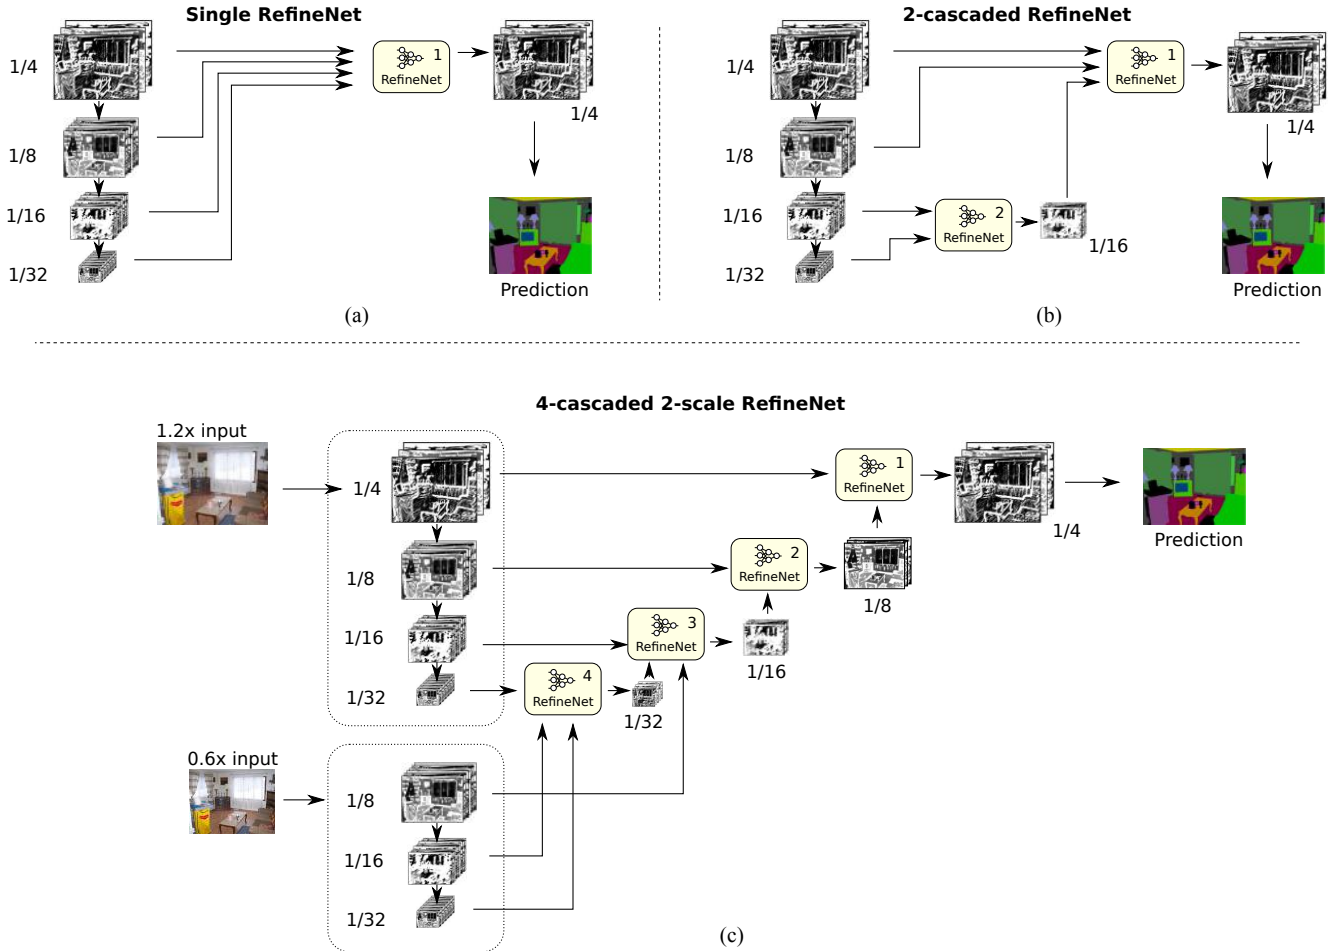 Single RefineNet
1/4
1/8
1/16
1/32
1
RefineNet
1/4
Prediction
(a)
2-cascaded RefineNet
1/4
1/8
1/16
1/32
2
RefineNet
1/16
1
RefineNet
1/4
Prediction
(b)
4-cascaded 2-scale RefineNet
1.2x input
1/4
1/8
1/16
1/32
0.6x input
1/8
1/16
1/32
4
RefineNet
1/32
3
RefineNet
1/16
2
RefineNet
1/8
1
RefineNet
1/4
Prediction
(c)